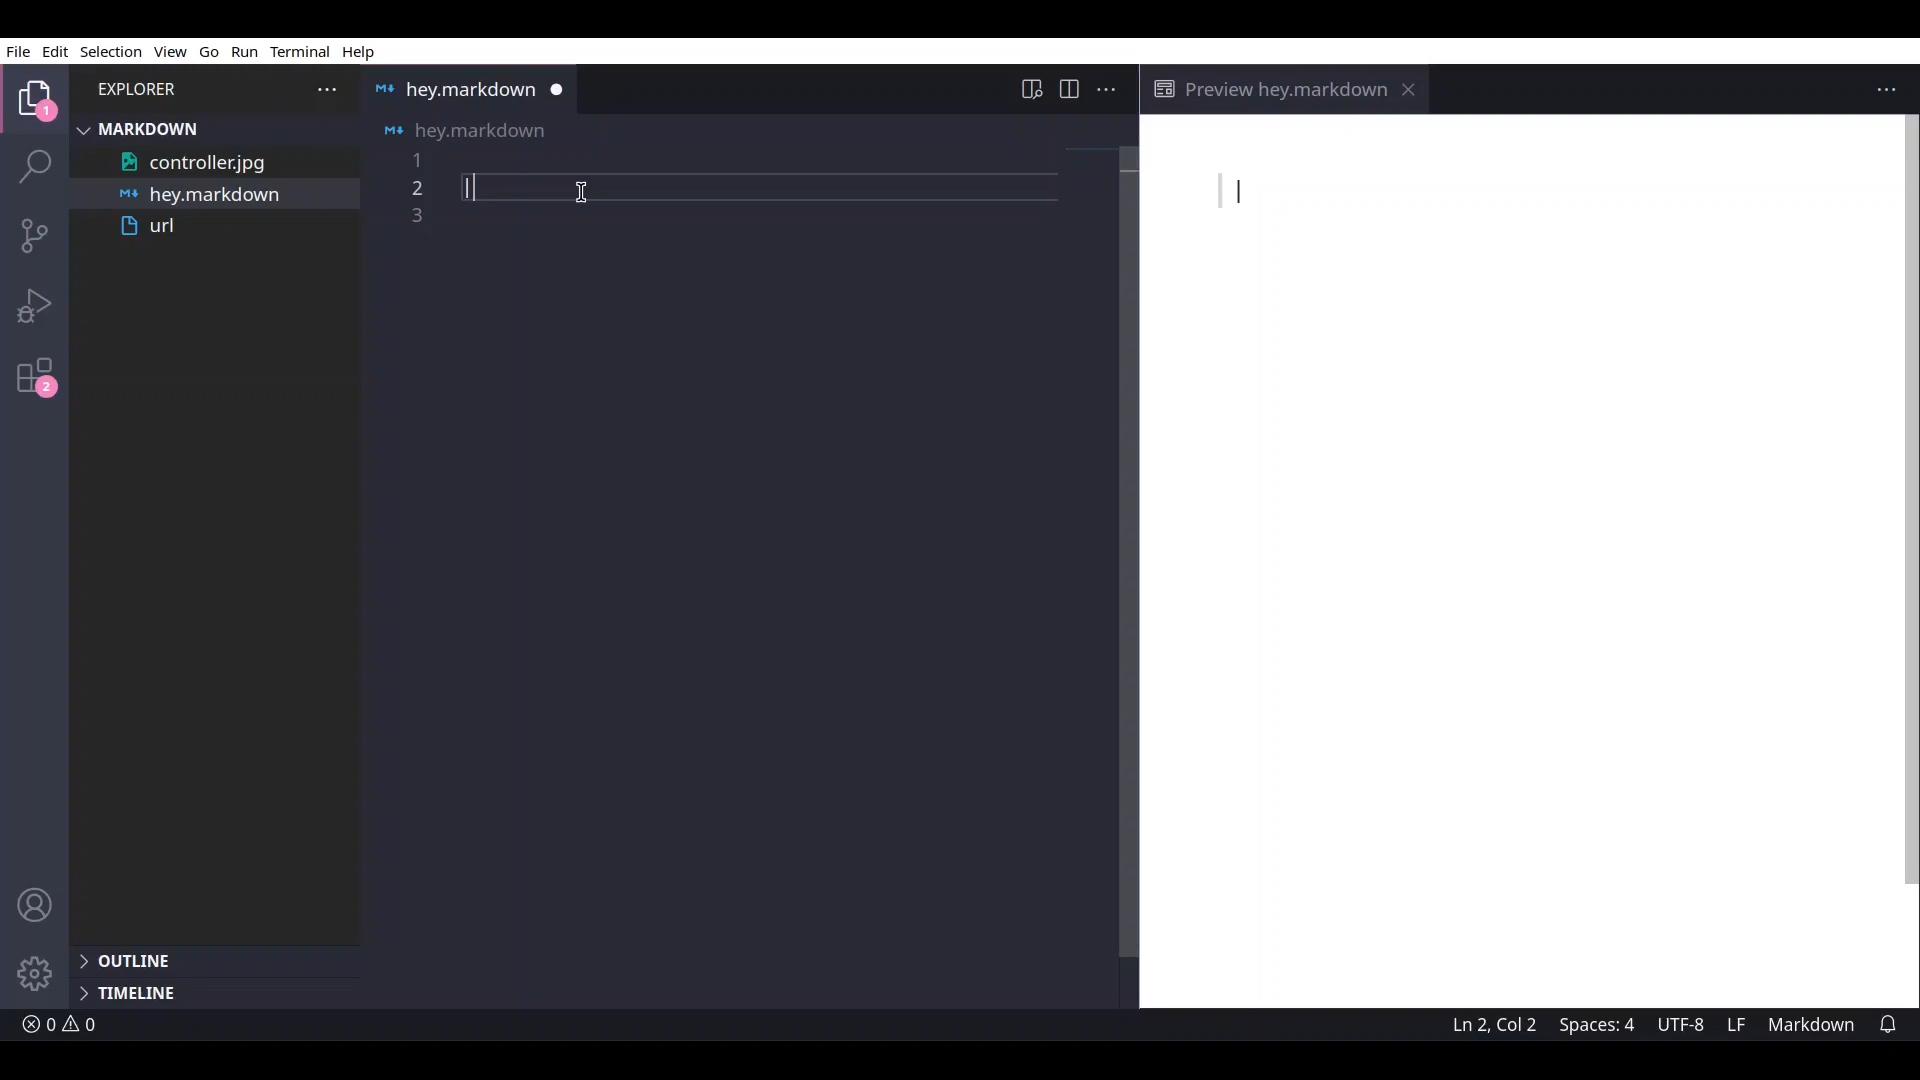 File Edit Selection View Go Run Terminal Help
EXPLORER
1
MARKDOWN
controller.jpg
hey.markdown
url
2
OUTLINE
TIMELINE
hey.markdown
hey.markdown
1
2 |
3
Preview hey.markdown
|
0 0
Ln 2, Col 2 Spaces: 4 UTF-8 LF Markdown